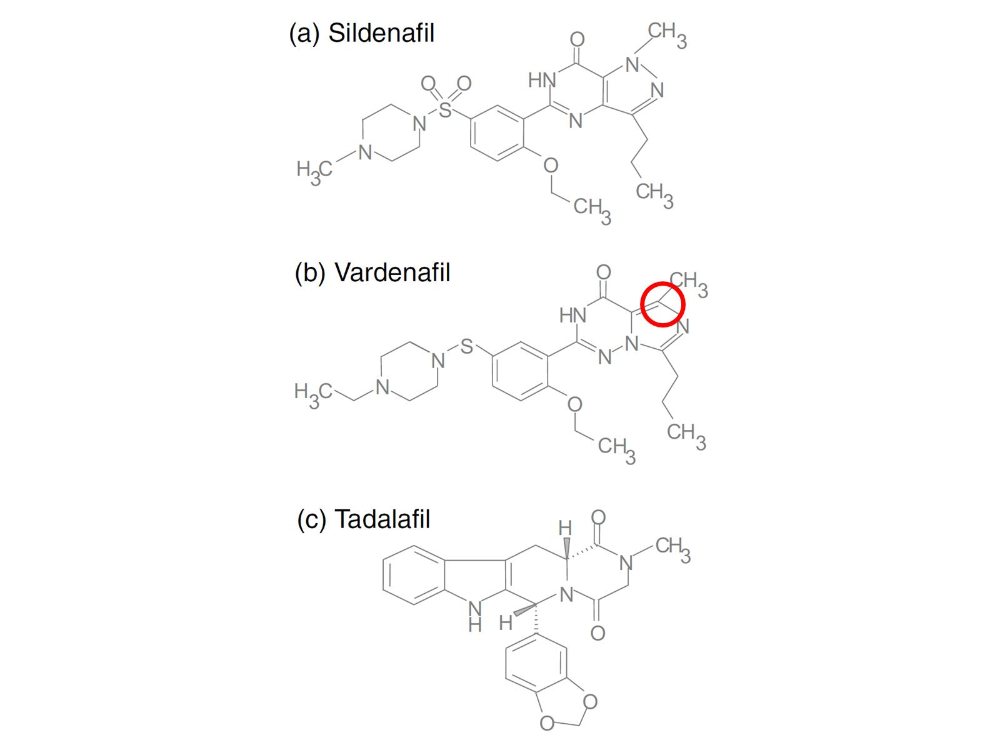 (a) Sildenafil
O
CH3
N
HN
N
O O
S
N
N
N
H3C
O
CH3
CH3
(b) Vardenafil
O
CH3
HN
N
N
N
S
N
N
H3C
O
CH3
CH3
(c) Tadalafil
H
O
CH3
N
N
N
H
H
O
O
O